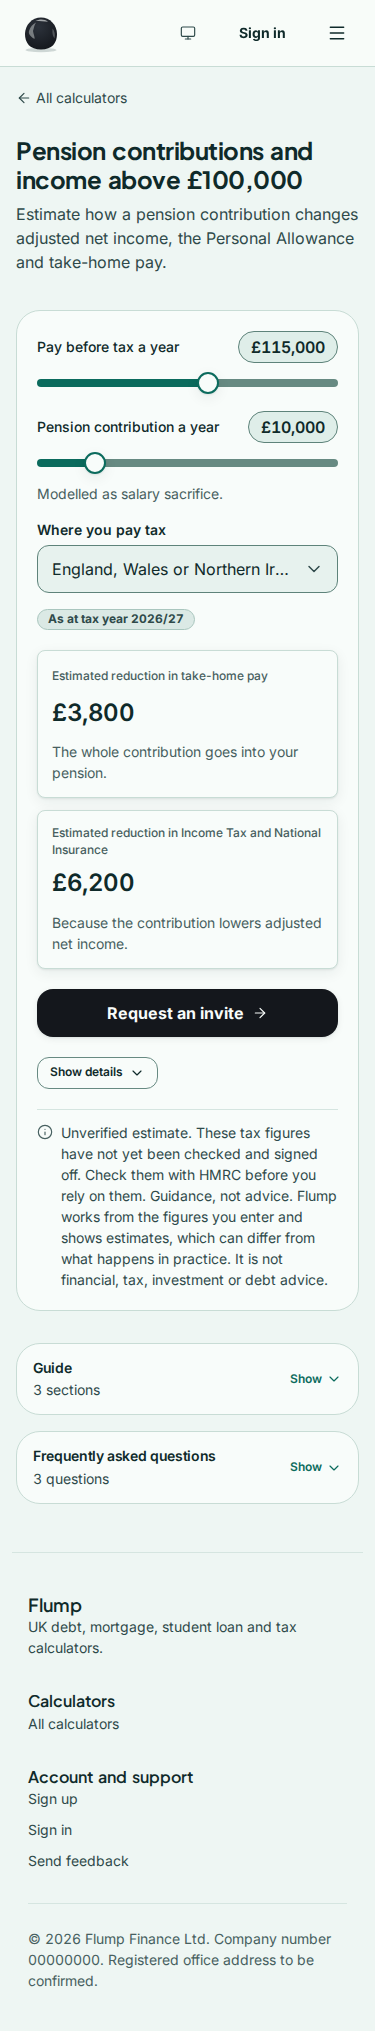 Sign in
All calculators
Pension contributions and
income above £100,000
Estimate how a pension contribution changes
adjusted net income, the Personal Allowance
and take-home pay.
Pay before tax a year
£115,000
Pension contribution a year
£10,000
Modelled as salary sacrifice.
Where you pay tax
England, Wales or Northern Ir...
As at tax year 2026/27
Estimated reduction in take-home pay
£3,800
The whole contribution goes into your
pension.
Estimated reduction in Income Tax and National
Insurance
£6,200
Because the contribution lowers adjusted
net income.
Request an invite
Show details
Unverified estimate. These tax figures
have not yet been checked and signed
off. Check them with HMRC before you
rely on them. Guidance, not advice. Flump
works from the figures you enter and
shows estimates, which can differ from
what happens in practice. It is not
financial, tax, investment or debt advice.
Guide
3 sections
Show
Frequently asked questions
3 questions
Show
Flump
UK debt, mortgage, student loan and tax
calculators.
Calculators
All calculators
Account and support
Sign up
Sign in
Send feedback
© 2026 Flump Finance Ltd. Company number
00000000. Registered office address to be
confirmed.